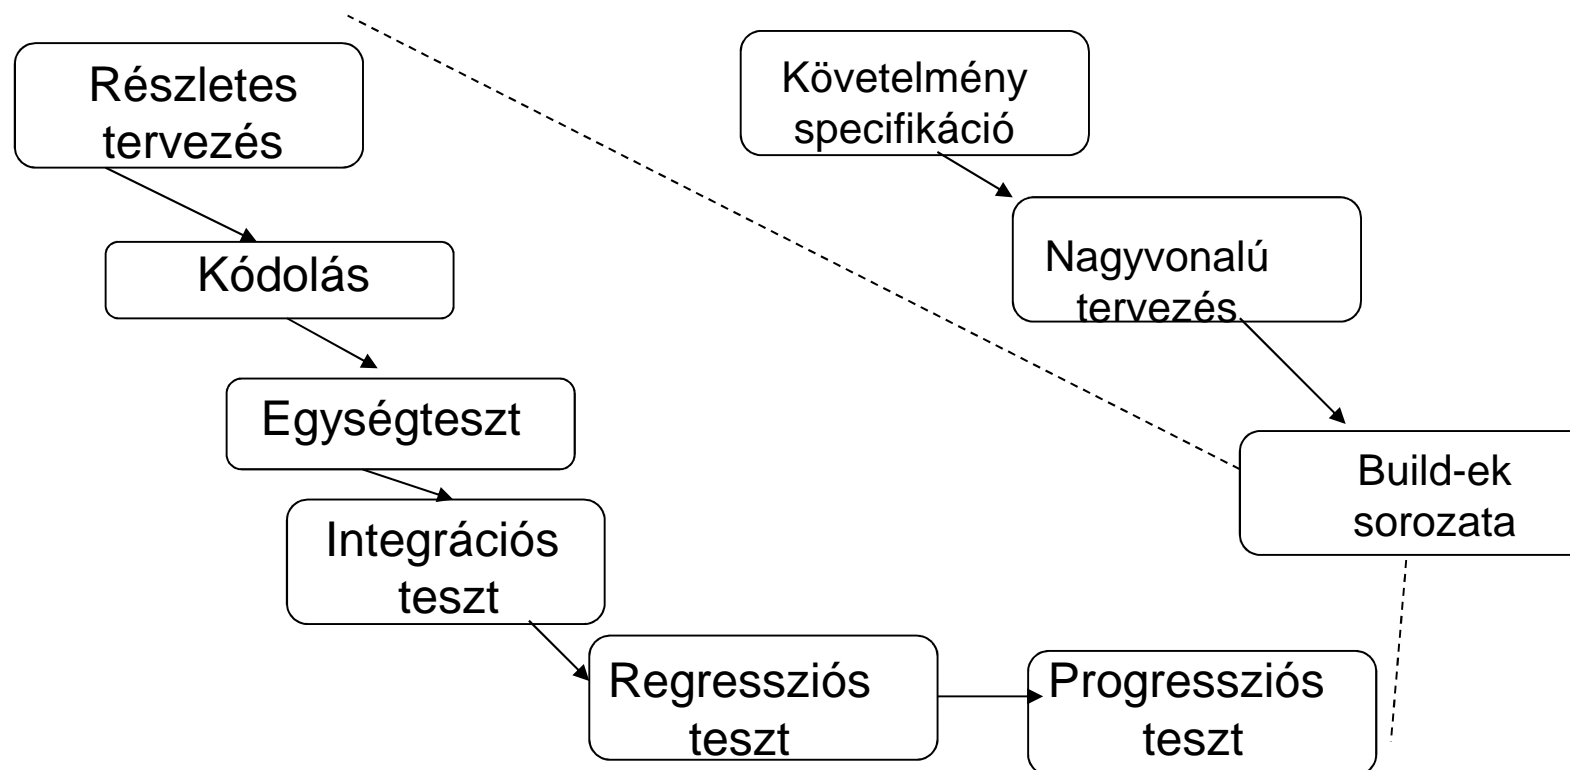 Részletes
tervezés
Kódolás
Egységteszt
Integrációs
teszt
Regressziós
teszt
Progressziós
teszt
Követelmény
specifikáció
Nagyvonalú
tervezés
Build-ek
sorozata